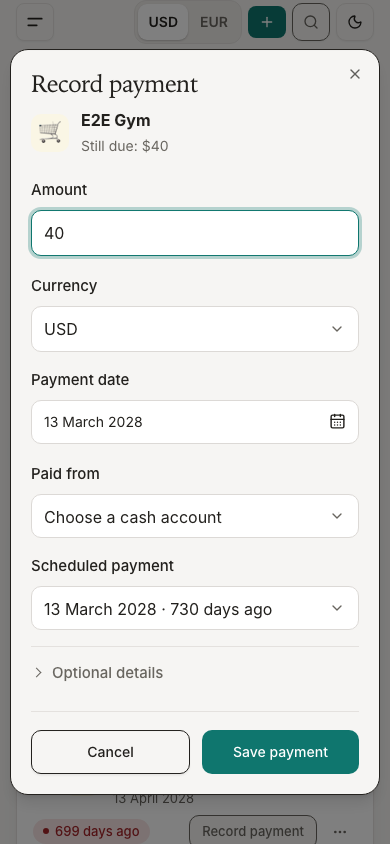 USD EUR
Record payment
E2E Gym
Still due: $40
Amount
40
Currency
USD
Payment date
13 March 2028
Paid from
Choose a cash account
Scheduled payment
13 March 2028 · 730 days ago
Optional details
Cancel Save payment
13 April 2028
699 days ago Record payment